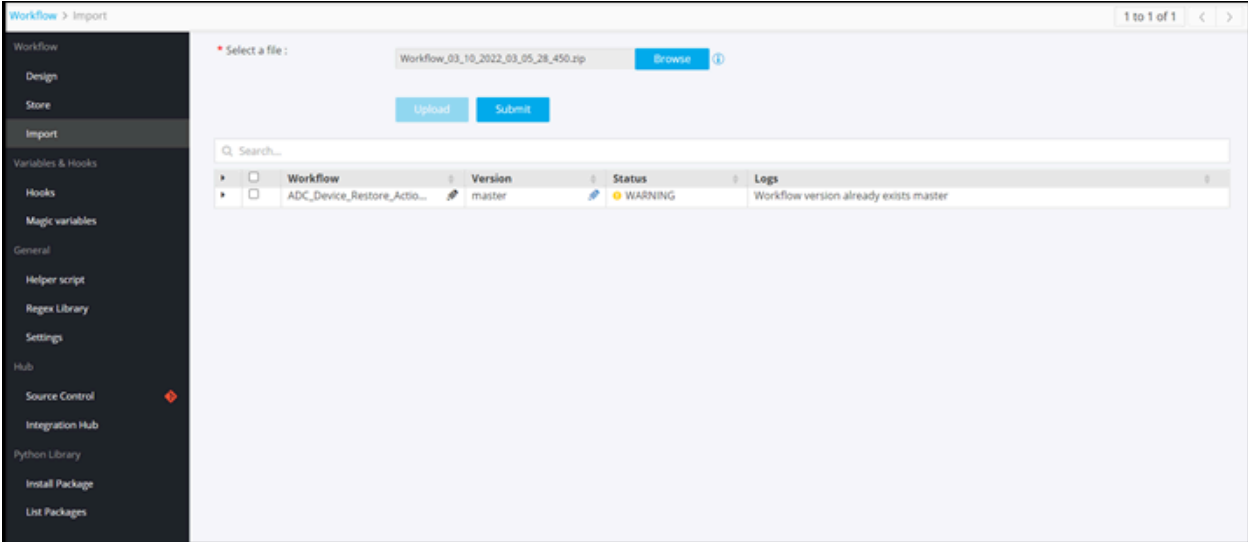 Workflow > Import
1 to 1 of 1 < >
Workflow
Design
Store
Import
Variables & Hooks
Hooks
Magic variables
General
Helper script
Regex Library
Settings
Hub
Source Control
Integration Hub
Python Library
Install Package
List Packages
* Select a file :
Workflow_03_10_2022_03_05_28_450.zip
Browse
Upload
Submit
Search...
Workflow Version Status Logs
ADC_Device_Restore_Actio... master WARNING Workflow version already exists master